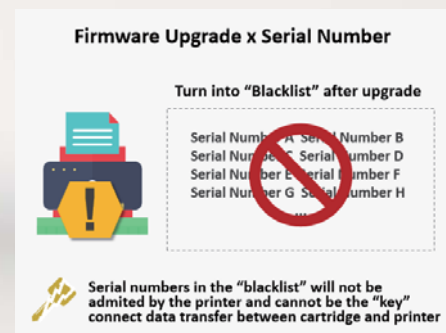 Firmware Upgrade x Serial Number
Turn into “Blacklist” after upgrade
Serial Number A Serial Number B
Serial Number C Serial Number D
Serial Number E Serial Number F
Serial Number G Serial Number H
...
Serial numbers in the “blacklist” will not be
admited by the printer and cannot be the “key”
connect data transfer between cartridge and printer